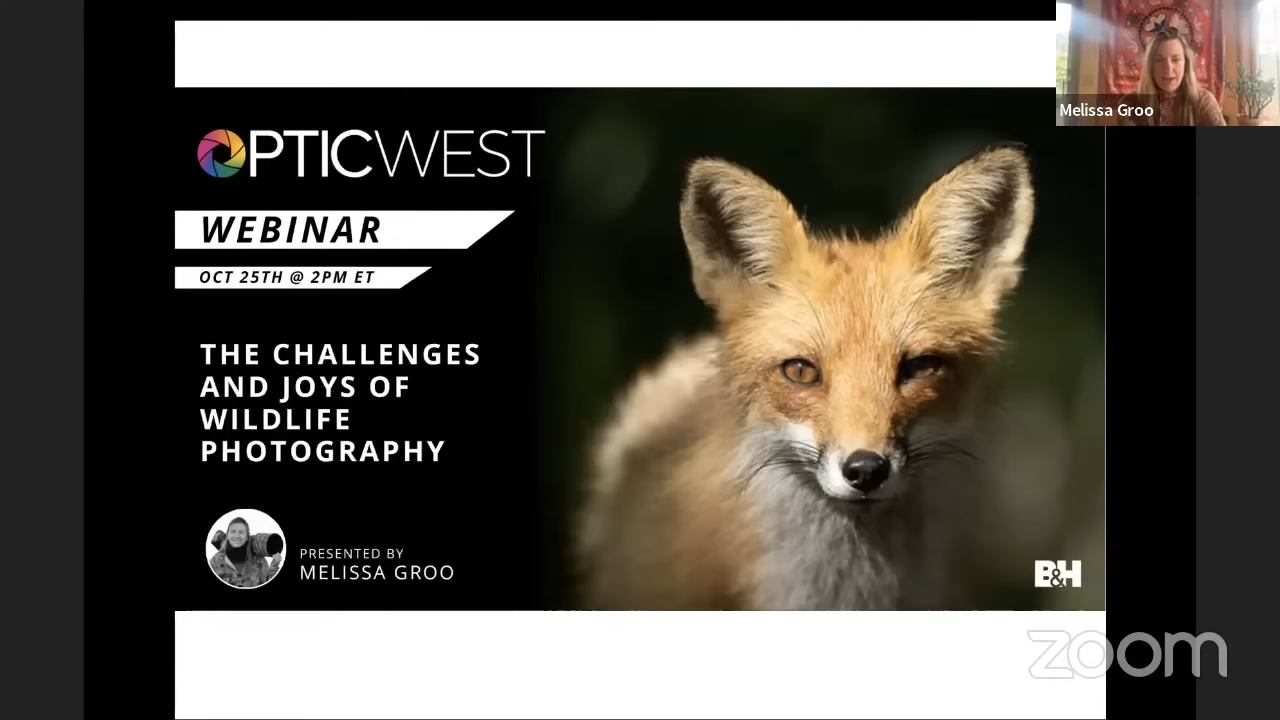 Melissa Groo
OPTICWEST
WEBINAR
OCT 25TH @ 2PM ET
THE CHALLENGES
AND JOYS OF
WILDLIFE
PHOTOGRAPHY
PRESENTED BY
MELISSA GROO
B&H
zoom